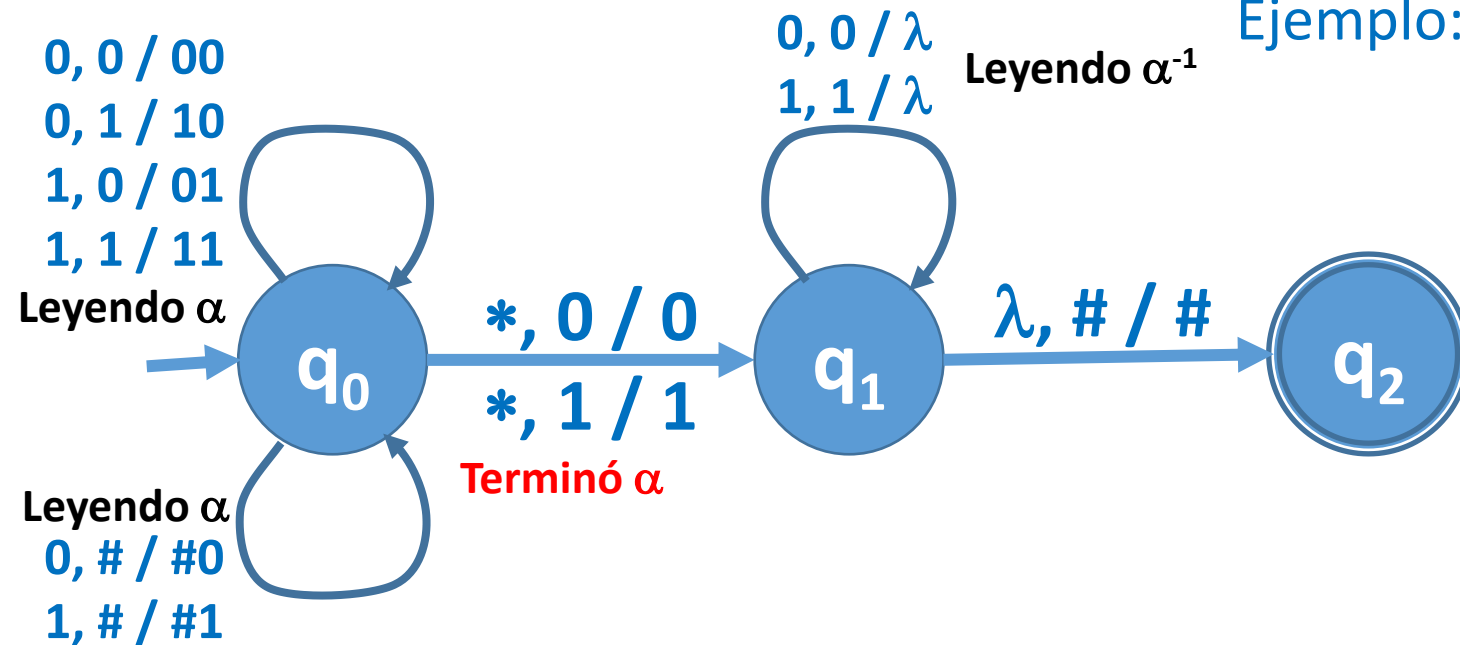 Ejemplo:
0, 0 / 00
0, 1 / 10
1, 0 / 01
1, 1 / 11
Leyendo α
0, 0 / λ
1, 1 / λ
Leyendo α⁻¹
q₀
*, 0 / 0
*, 1 / 1
Terminó α
q₁
λ, # / #
q₂
Leyendo α
0, # / #0
1, # / #1